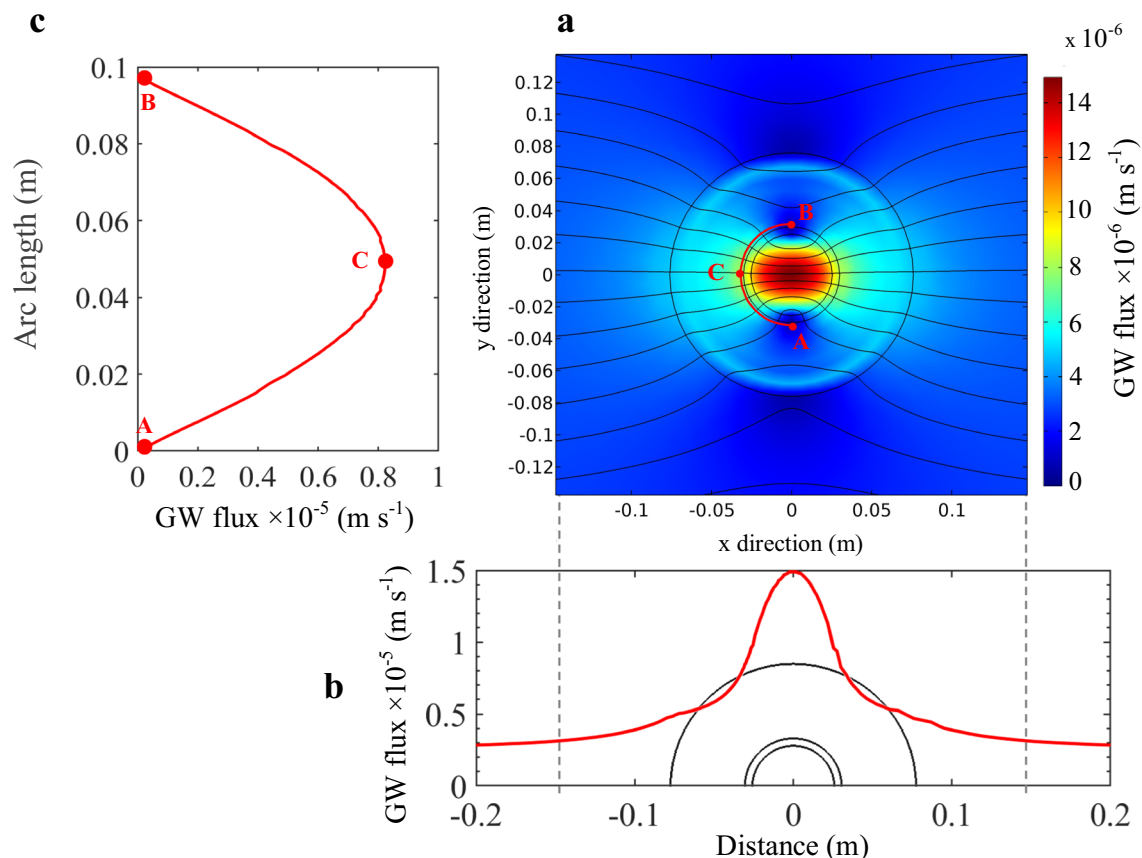 c
0.1
0.08
0.06
0.04
0.02
0
B
C
A
0
0.2
0.4
0.6
0.8
1
Arc length (m)
GW flux ×10⁻⁵ (m s⁻¹)
a
x 10⁻⁶
0.12
0.1
0.08
0.06
0.04
0.02
0
-0.02
-0.04
-0.06
-0.08
-0.1
-0.12
y direction (m)
B
C
A
-0.1
-0.05
0
0.05
0.1
x direction (m)
14
12
10
8
6
4
2
0
GW flux ×10⁻⁶ (m s⁻¹)
b
1.5
1
0.5
0
GW flux ×10⁻⁵ (m s⁻¹)
-0.2
-0.1
0
0.1
0.2
Distance (m)